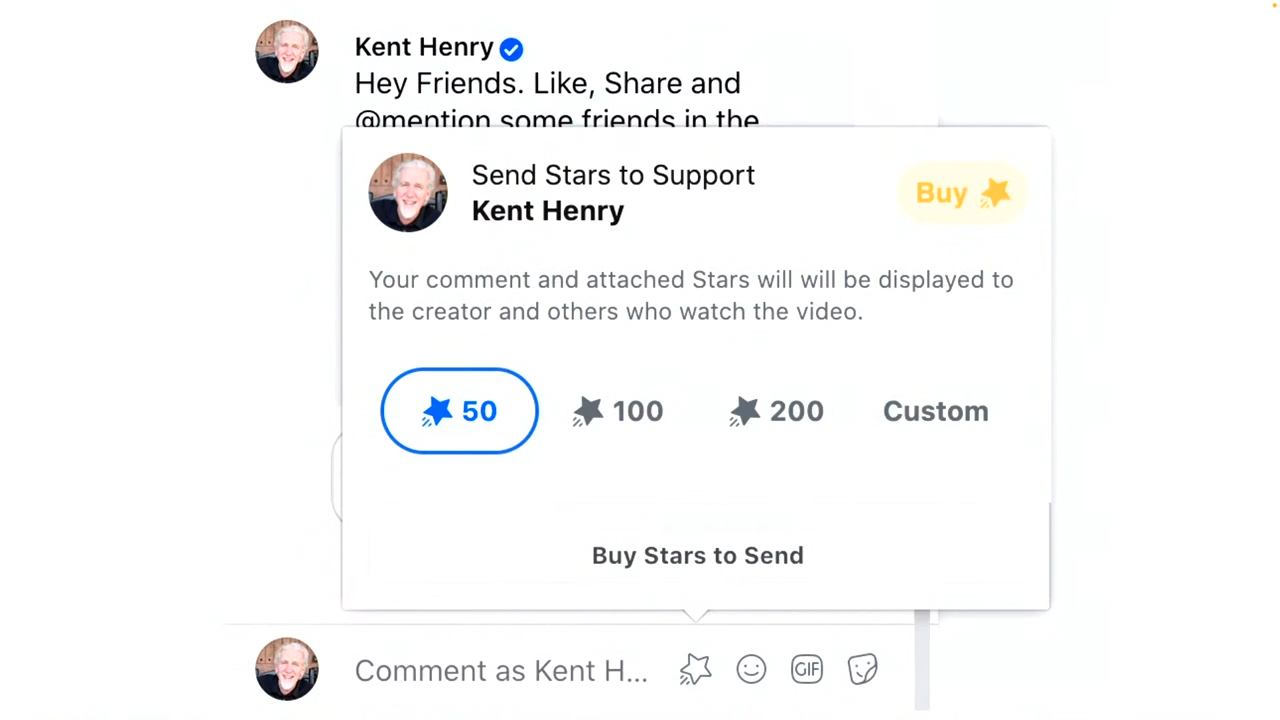 Kent Henry
Hey Friends. Like, Share and
@mention some friends in the
Send Stars to Support
Kent Henry
Buy
Your comment and attached Stars will will be displayed to
the creator and others who watch the video.
50 100 200 Custom
Buy Stars to Send
Comment as Kent H... GIF